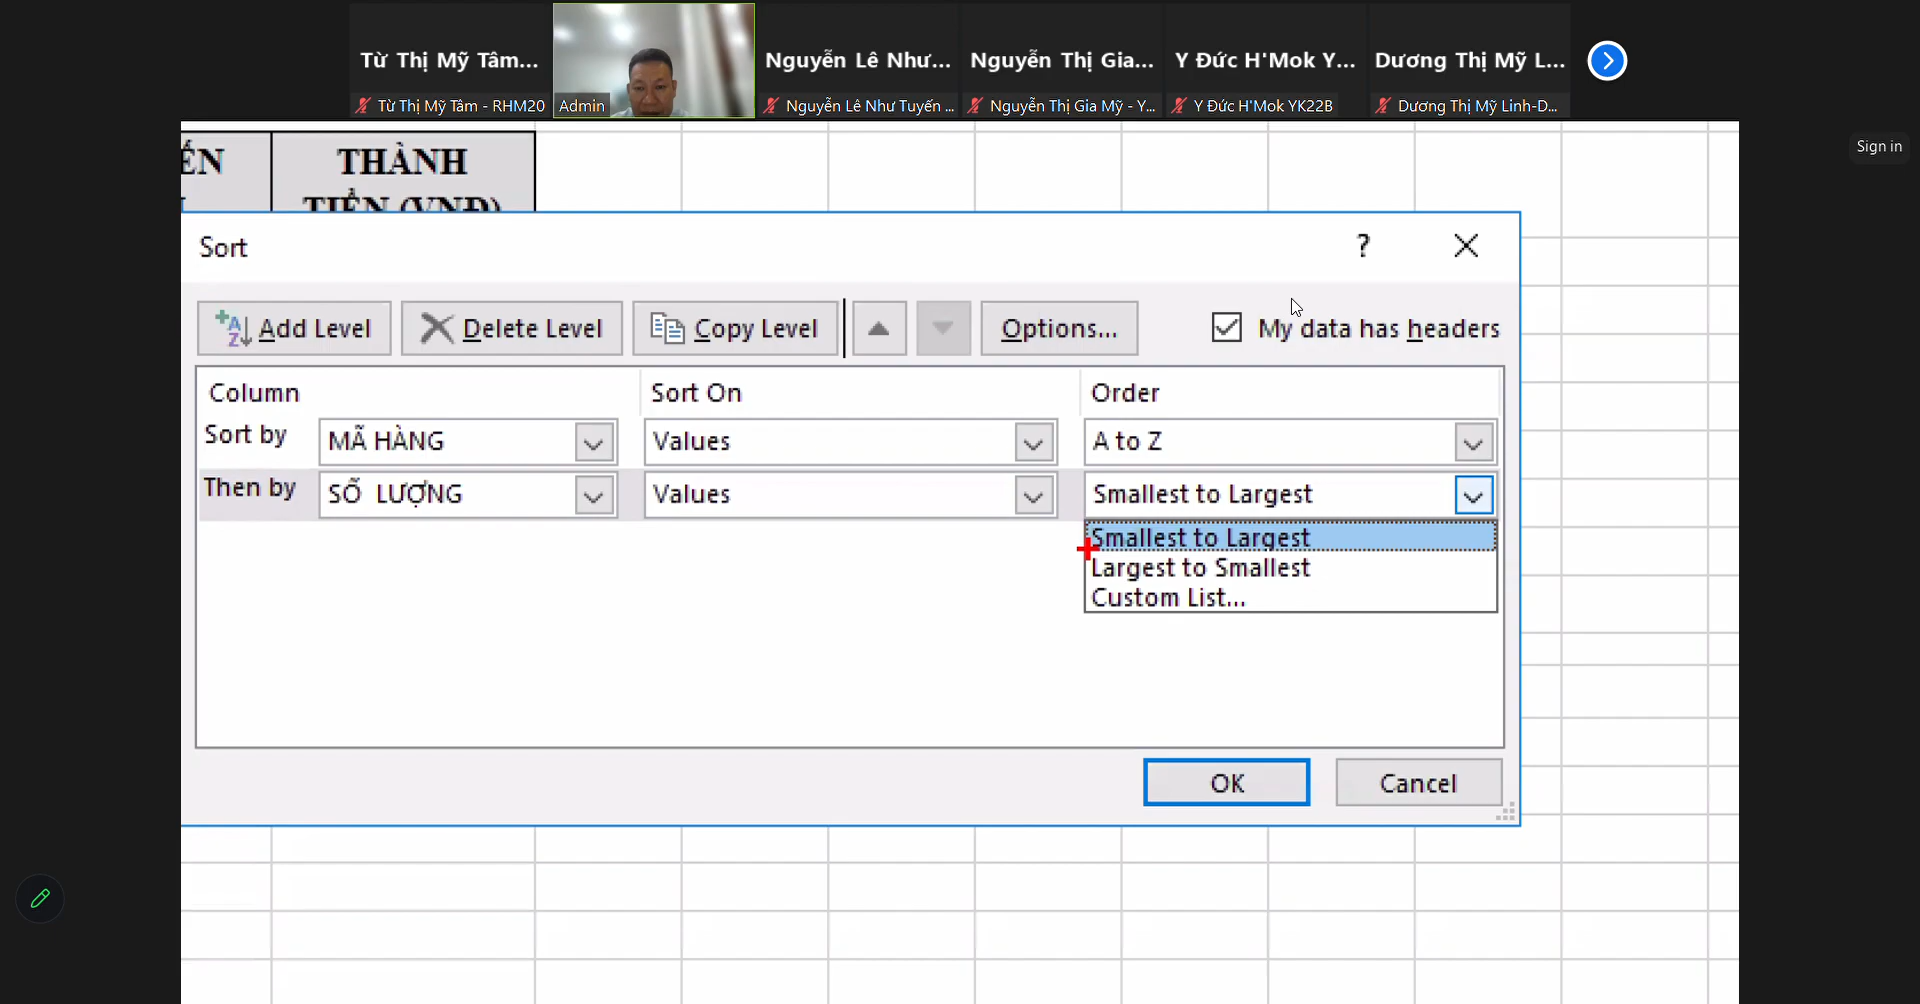 Từ Thị Mỹ Tâm...
Nguyễn Lê Như...
Nguyễn Thị Gia...
Y Đức H'Mok Y...
Dương Thị Mỹ L...
Từ Thị Mỹ Tâm - RHM20
Admin
Nguyễn Lê Như Tuyến ...
Nguyễn Thị Gia Mỹ - Y...
Y Đức H'Mok YK22B
Dương Thị Mỹ Linh-D...
Sign in
THÀNH
TIỀN (VNĐ)
Sort
?
Add Level
Delete Level
Copy Level
Options...
My data has headers
Column
Sort On
Order
Sort by
MÃ HÀNG
Values
A to Z
Then by
SỐ LƯỢNG
Values
Smallest to Largest
Smallest to Largest
Largest to Smallest
Custom List...
OK
Cancel